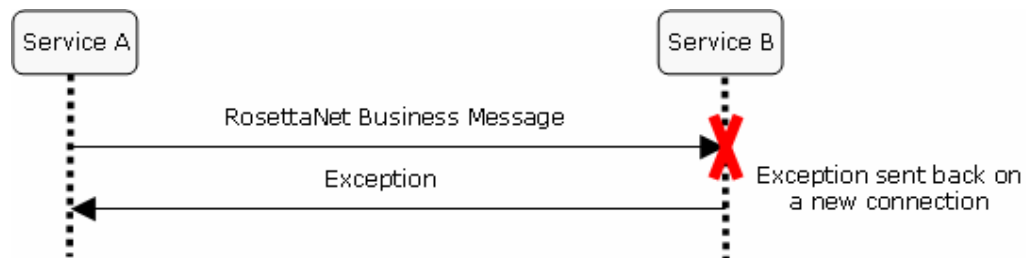 Service A
Service B
RosettaNet Business Message
Exception
Exception sent back on
a new connection